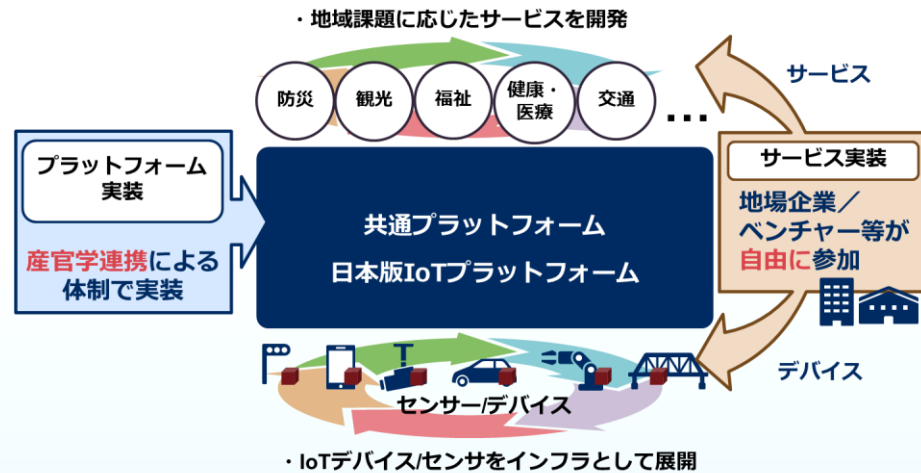 ・地域課題に応じたサービスを開発
防災
観光
福祉
健康・
医療
交通
...
サービス
プラットフォーム
実装
産官学連携による
体制で実装
共通プラットフォーム
日本版IoTプラットフォーム
サービス実装
地場企業／
ベンチャー等が
自由に参加
デバイス
センサー/デバイス
・IoTデバイス/センサをインフラとして展開